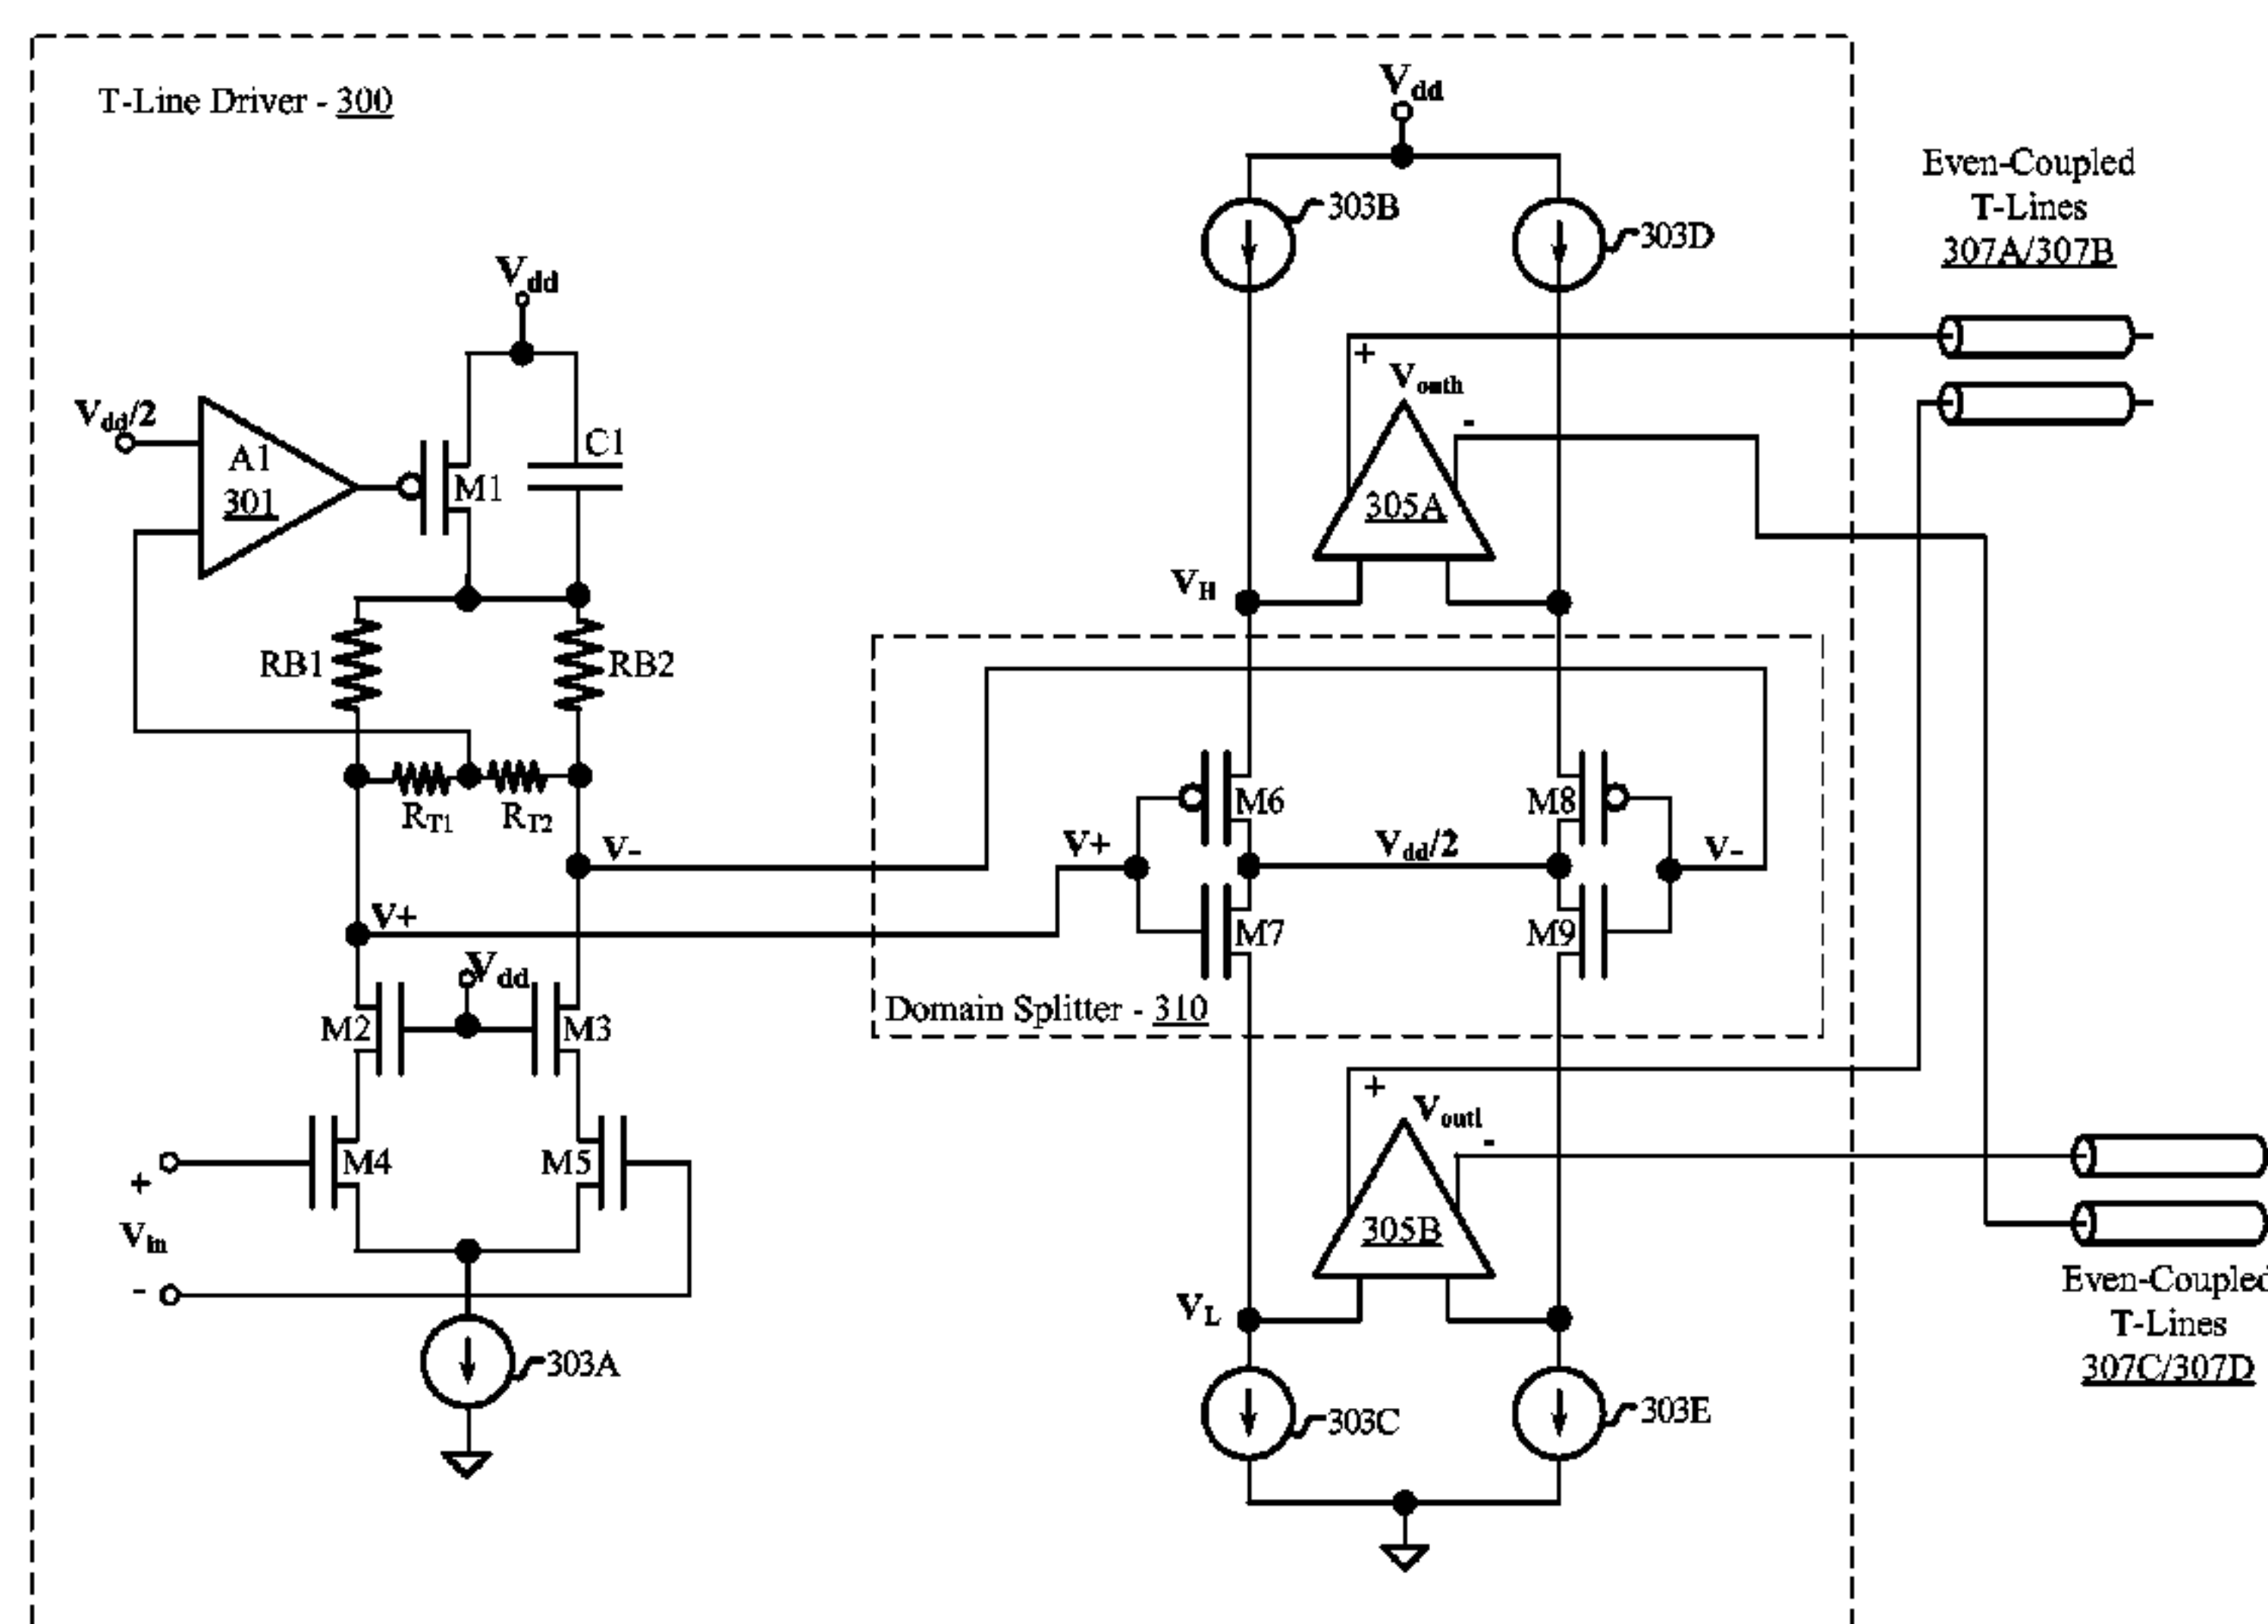 T-Line Driver - 300
Vdd
303B
303D
Even-Coupled
T-Lines
307A/307B
Vdd
Vdd/2
A1
301
M1
C1
+
Vouth
-
305A
VH
RB1
RB2
RT1
RT2
V-
V+
M6
M8
V+
Vdd/2
V-
M7
M9
Domain Splitter - 310
Vdd
M2
M3
M4
M5
+
Vin
-
303A
+
Voutl
-
305B
VL
303C
303E
Even-Coupled
T-Lines
307C/307D